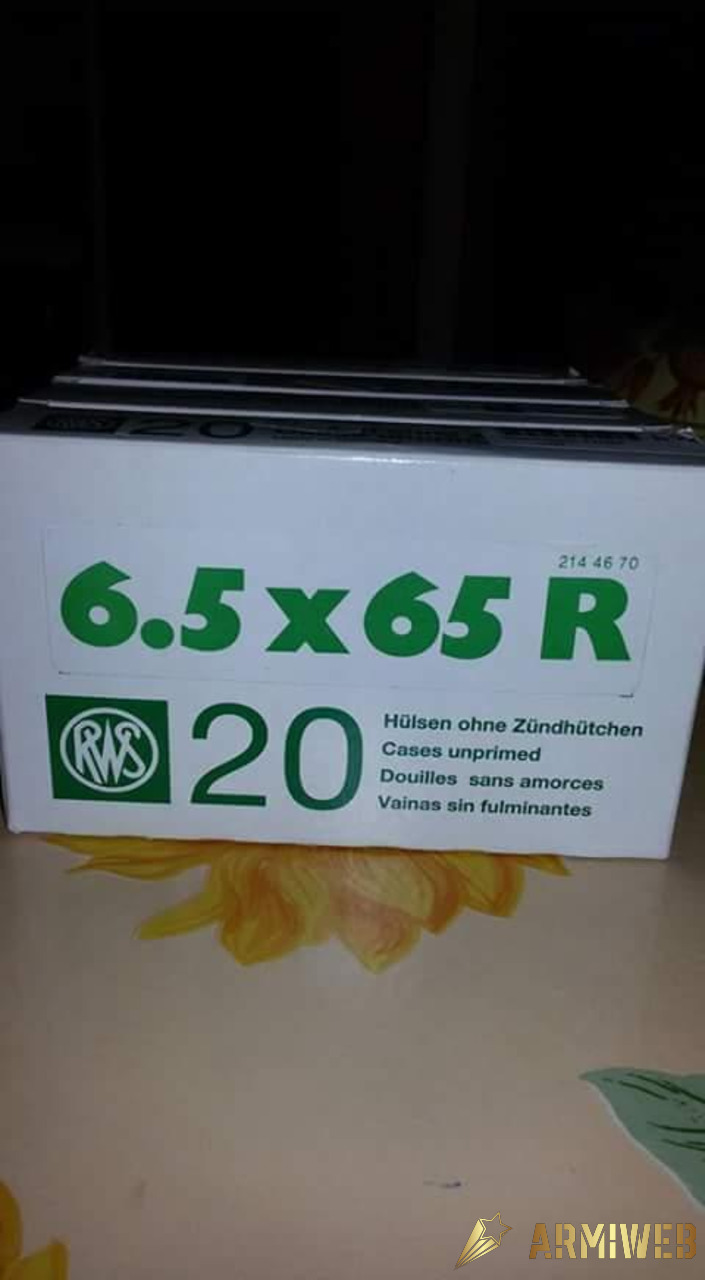 20
214 46 70
6.5 x 65 R
RWS
20
Hülsen ohne Zündhütchen
Cases unprimed
Douilles sans amorces
Vainas sin fulminantes
ARMIWEB